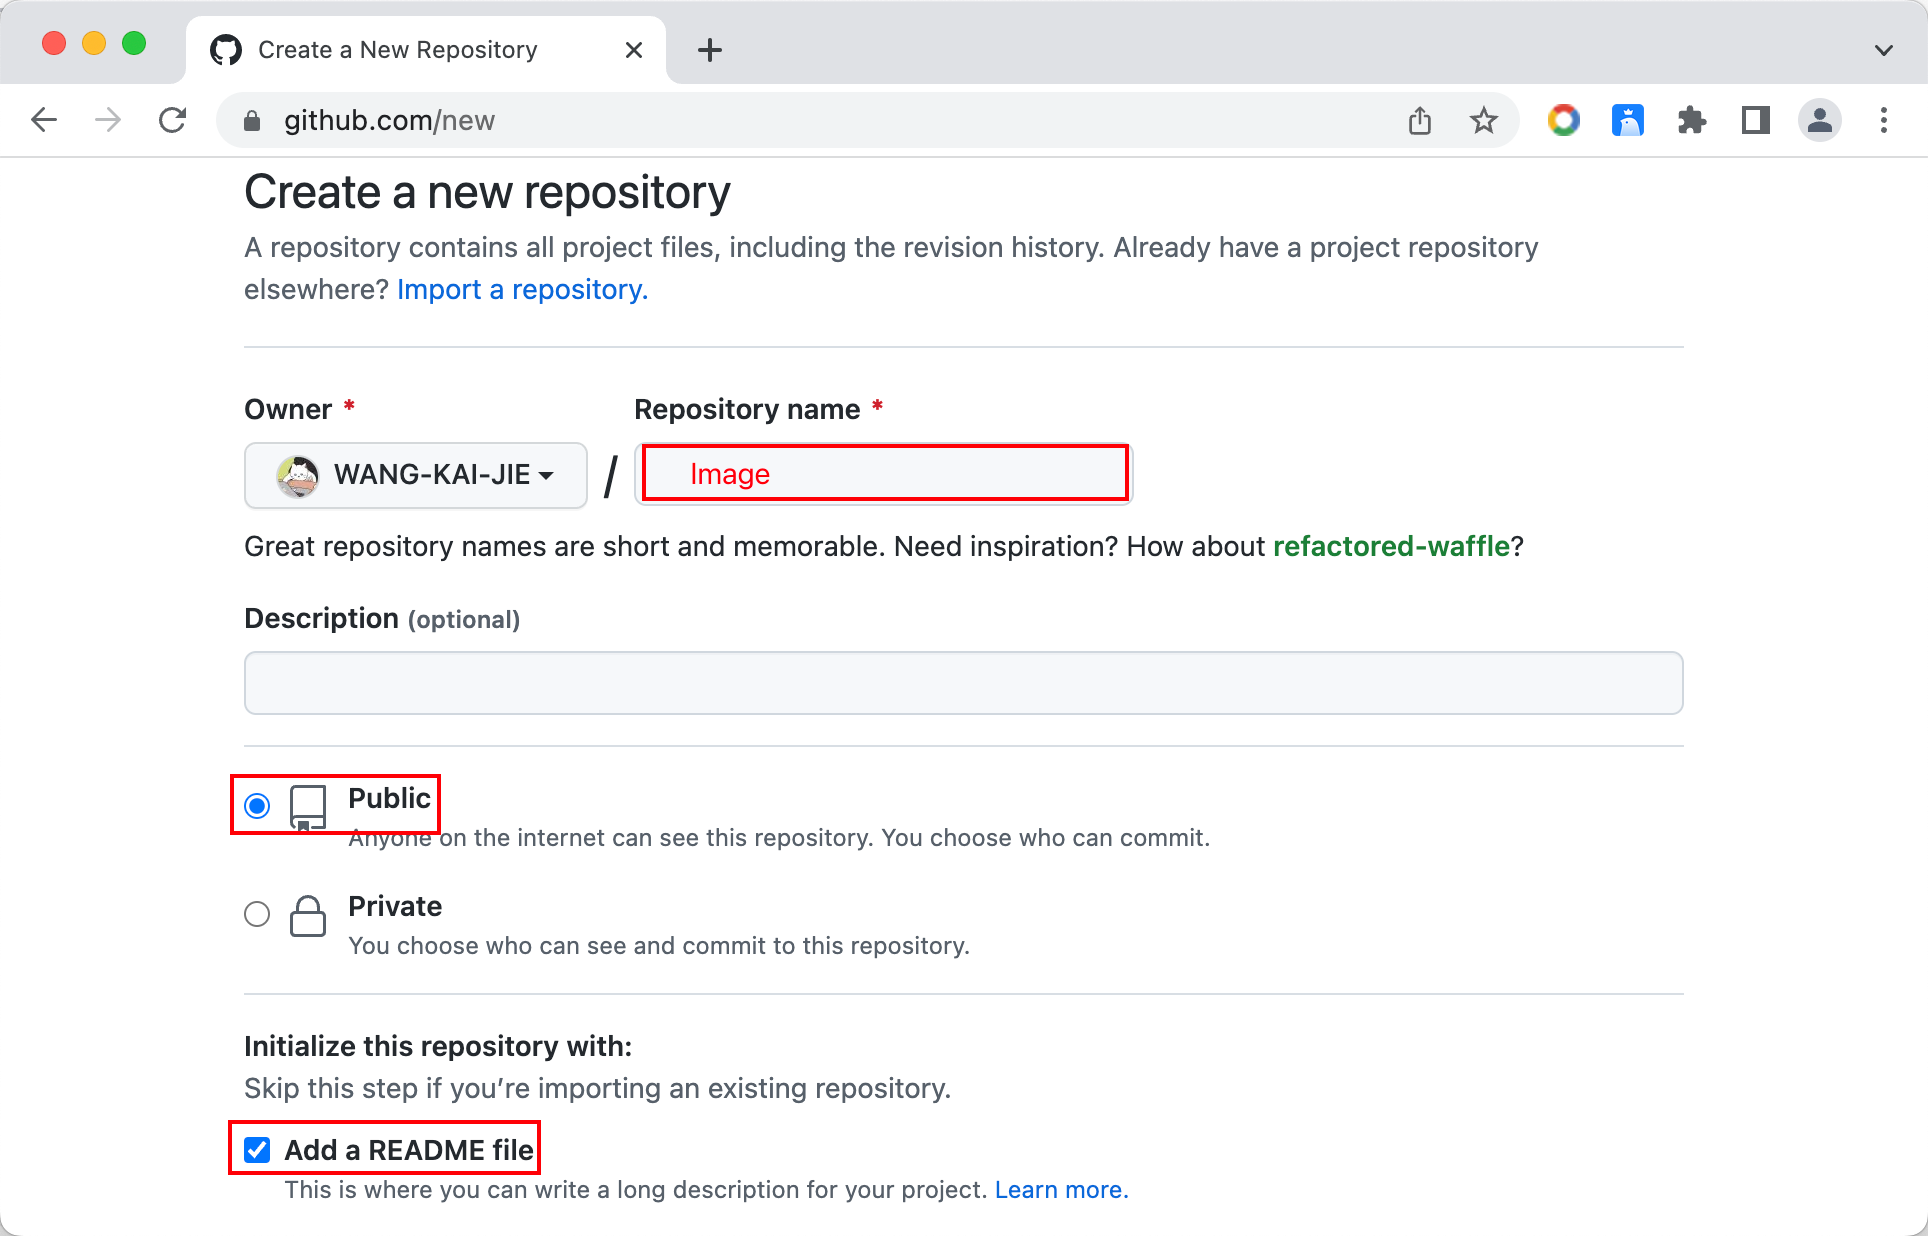 Create a New Repository
github.com/new
Create a new repository
A repository contains all project files, including the revision history. Already have a project repository
elsewhere? Import a repository.
Owner * Repository name *
WANG-KAI-JIE / Image
Great repository names are short and memorable. Need inspiration? How about refactored-waffle?
Description (optional)
Public
Anyone on the internet can see this repository. You choose who can commit.
Private
You choose who can see and commit to this repository.
Initialize this repository with:
Skip this step if you’re importing an existing repository.
Add a README file
This is where you can write a long description for your project. Learn more.